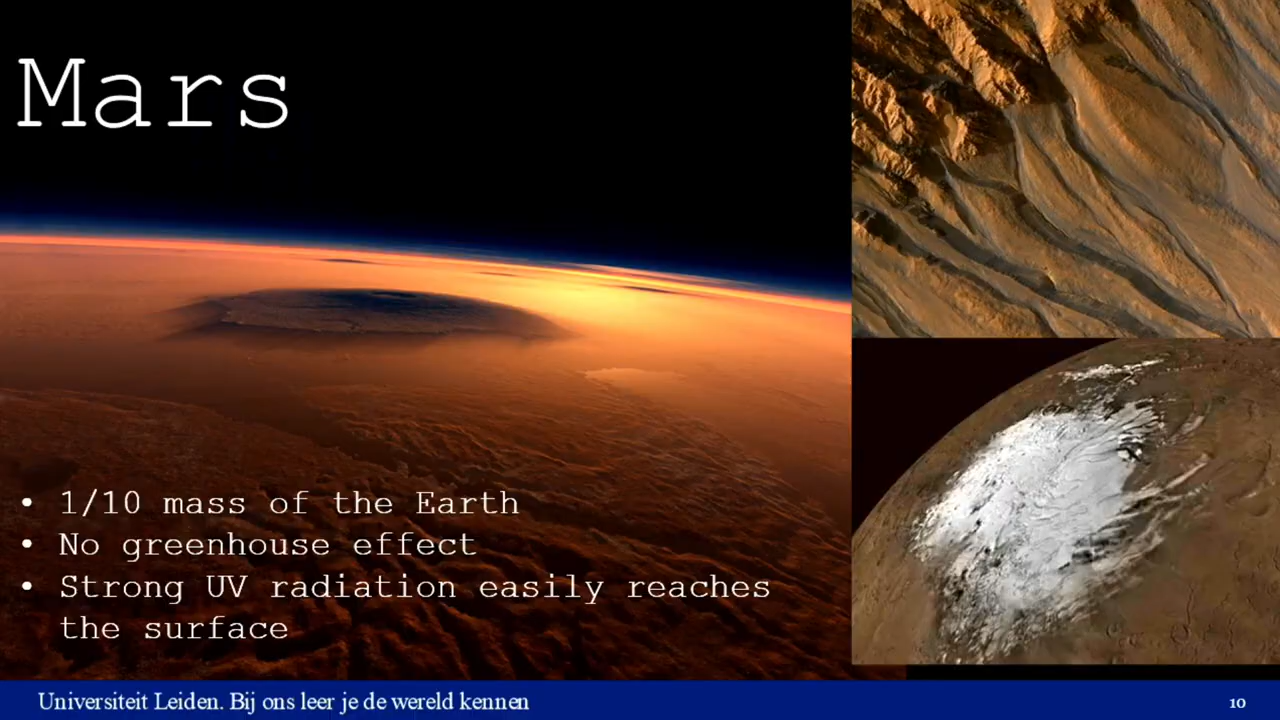 Mars
• 1/10 mass of the Earth
• No greenhouse effect
• Strong UV radiation easily reaches
the surface
Universiteit Leiden. Bij ons leer je de wereld kennen
10